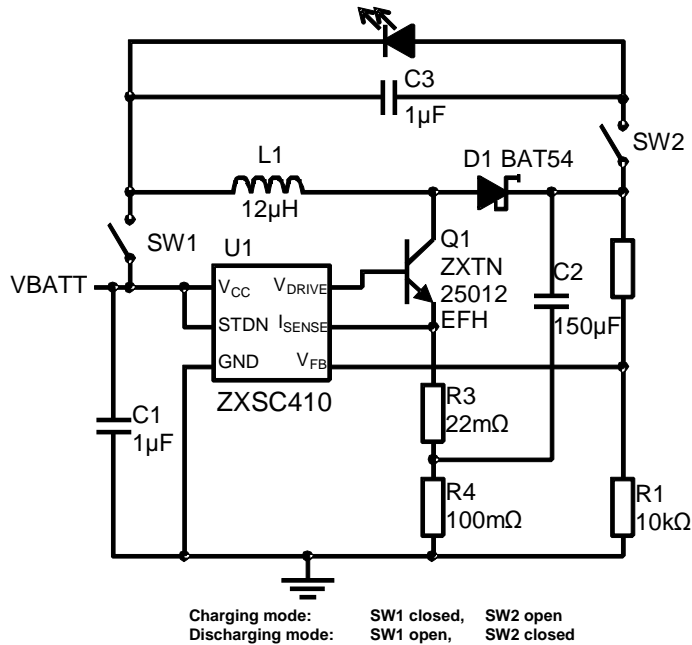 C3
1µF
SW2
L1
12µH
D1 BAT54
SW1
U1
Q1
ZXTN
25012
EFH
VBATT
VCC
VDRIVE
STDN
ISENSE
GND
VFB
ZXSC410
C2
150µF
C1
1µF
R3
22mΩ
R4
100mΩ
R1
10kΩ
Charging mode: SW1 closed, SW2 open
Discharging mode: SW1 open, SW2 closed